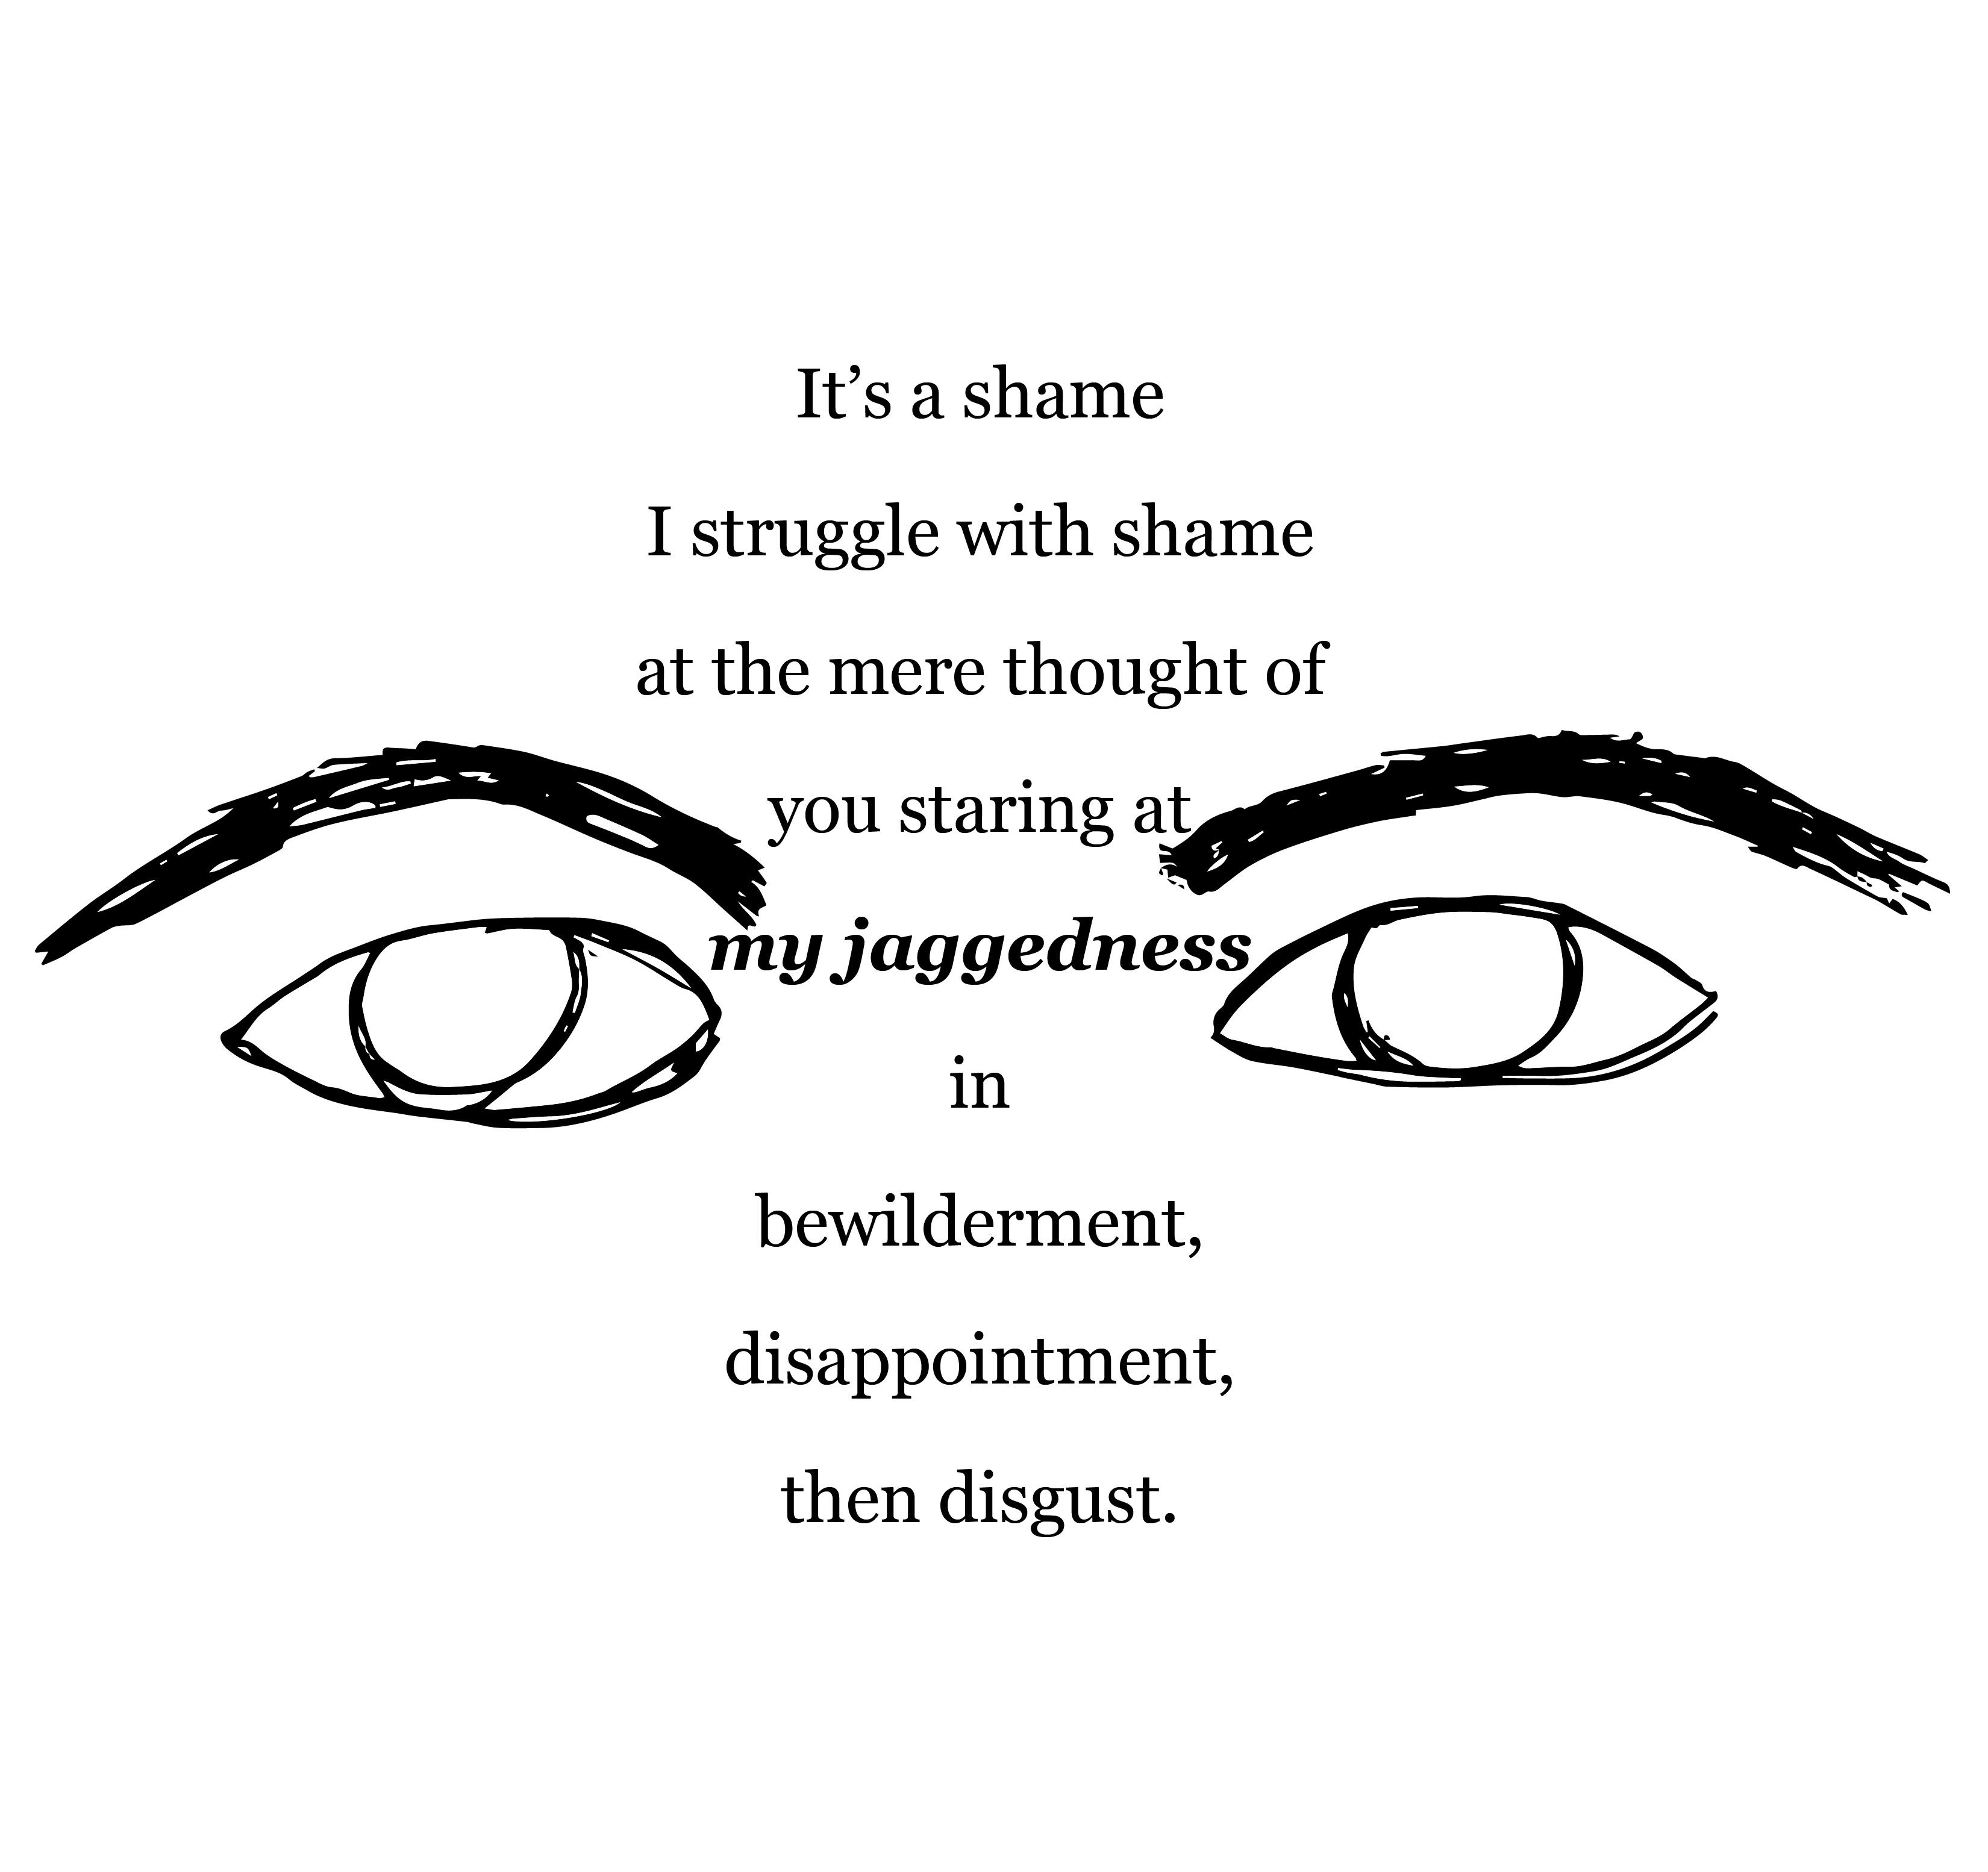 It’s a shame
I struggle with shame
at the mere thought of
you staring at
my jaggedness
in
bewilderment,
disappointment,
then disgust.